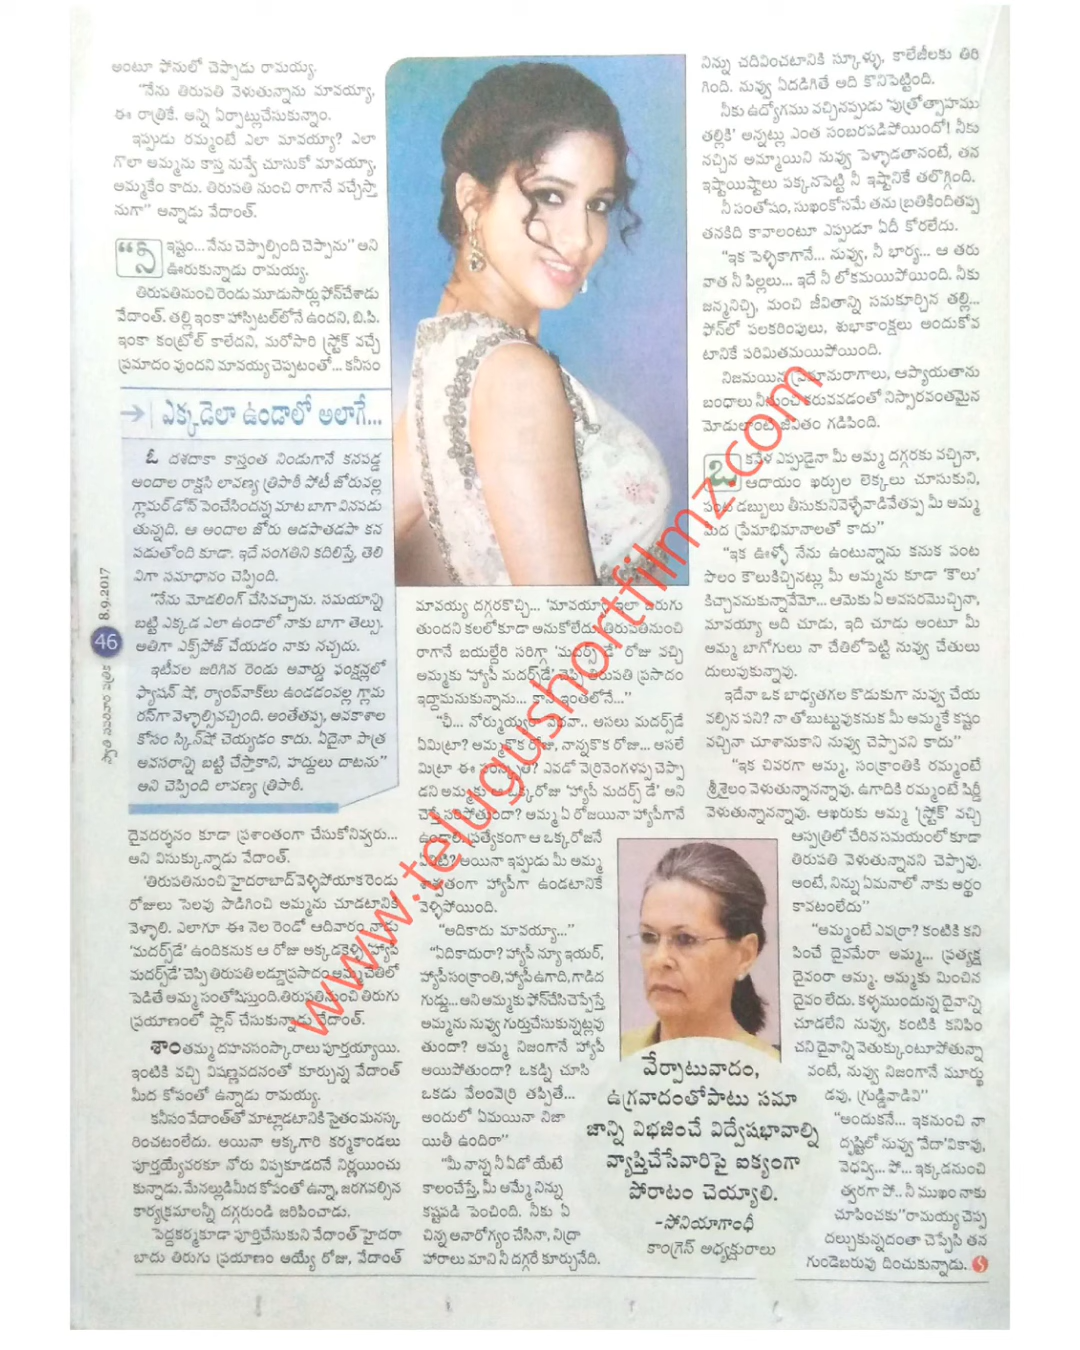 అంటూ ఫోనులో చెప్పాడు రామయ్య.
"నేను తిరుపతి వెళుతున్నాను మావయ్యా,
ఈ రాత్రికే. అన్ని ఏర్పాట్లుచేసుకున్నాం.
ఇప్పుడు రమ్మంటే ఎలా మావయ్యా? ఎలా
గొలా అమ్మను కాస్త నువ్వే చూసుకో మావయ్యా,
అమ్మకేం కాదు. తిరుపతి నుంచి రాగానే వచ్చేస్తా
నుగా" అన్నాడు వేదాంత్.
"నీ ఇష్టం... నేను చెప్పాల్సింది చెప్పాను" అని
ఊరుకున్నాడు రామయ్య.
తిరుపతినుంచి రెండు మూడుసార్లు ఫోన్‌చేశాడు
వేదాంత్. తల్లి ఇంకా హాస్పిటల్‌లోనే ఉందని, బి.పి.
ఇంకా కంట్రోల్ కాలేదని, మరోసారి స్ట్రోక్ వచ్చే
ప్రమాదం వుందని మావయ్య చెప్పటంతో... కనీసం
ఎక్కడెలా ఉండాలో అలాగే...
ఓ దశదాకా కాస్తంత నిండుగానే కనపడ్డ
అందాల రాక్షసి లావణ్య త్రిపాఠీ పోటీ జోరువల్ల
గ్లామర్ డోస్ పెంచేసిందన్న మాట బాగా వినపడు
తున్నది. ఆ అందాల జోరు అడపాతడపా కన
పడుతోంది కూడా. ఇదే సంగతిని కదిలిస్తే, తెలి
విగా సమాధానం చెప్పింది.
"నేను మోడలింగ్ చేసివచ్చాను. సమయాన్ని
బట్టి ఎక్కడ ఎలా ఉండాలో నాకు బాగా తెల్సు.
అతిగా ఎక్స్‌పోజ్ చేయడం నాకు నచ్చదు.
ఇటీవల జరిగిన రెండు అవార్డు ఫంక్షన్లలో
ఫ్యాషన్ షో, ర్యాంప్‌వాక్‌లు ఉండడంవల్ల గ్లామ
రస్‌గా వెళ్ళాల్సివచ్చింది. అంతేతప్ప, అవకాశాల
కోసం స్కిన్‌షో చెయ్యడం కాదు. ఏదైనా పాత్ర
అవసరాన్ని బట్టి చేస్తాకాని, హద్దులు దాటను"
అని చెప్పింది లావణ్య త్రిపాఠీ.
దైవదర్శనం కూడా ప్రశాంతంగా చేసుకోనివ్వరు...
అని విసుక్కున్నాడు వేదాంత్.
'తిరుపతినుంచి హైదరాబాద్ వెళ్ళిపోయాక రెండు
రోజులు సెలవు పొడిగించి అమ్మను చూడటానికి
వెళ్ళాలి. ఎలాగూ ఈ నెల రెండో ఆదివారం నాడు
'మదర్స్‌డే' ఉందికనుక ఆ రోజు అక్కడకెళ్ళి 'హ్యాపీ
మదర్స్‌డే' చెప్పి తిరుపతి లడ్డూప్రసాదం అమ్మ చేతిలో
పెడితే అమ్మ సంతోషిస్తుంది.తిరుపతినుంచి తిరుగు
ప్రయాణంలో ప్లాన్ చేసుకున్నాడు వేదాంత్.
శాంతమ్మ దహనసంస్కారాలు పూర్తయ్యాయి.
ఇంటికి వచ్చి విషణ్ణవదనంతో కూర్చున్న వేదాంత్
మీద కోపంతో ఉన్నాడు రామయ్య.
కనీసం వేదాంత్‌తో మాట్లాడటానికి సైతం మనస్క
రించటంలేదు. అయినా అక్కగారి కర్మకాండలు
పూర్తయ్యేవరకూ నోరు విప్పకూడదనే నిర్ణయించు
కున్నాడు. మేనల్లుడిమీద కోపంతో ఉన్నా, జరగవల్సిన
కార్యక్రమాలన్నీ దగ్గరుండి జరిపించాడు.
పెద్దకర్మకూడా పూర్తిచేసుకుని వేదాంత్ హైదరా
బాదు తిరుగు ప్రయాణం అయ్యే రోజు, వేదాంత్
మావయ్య దగ్గరకొచ్చి... 'మావయ్యా, ఇలా జరుగు
తుందని కలలోకూడా అనుకోలేదు. తిరుపతినుంచి
రాగానే బయల్దేరి సరిగ్గా 'మదర్స్ డే' రోజు వచ్చి
అమ్మకు 'హ్యాపీ మదర్స్‌డే' చెప్పి, తిరుపతి ప్రసాదం
ఇద్దామనుకున్నాను... కానీ ఇంతలోనే..."
"ఛీ... నోర్ముయ్యరా వెధవా.. అసలు మదర్స్‌డే
ఏమిట్రా? అమ్మకొక రోజు, నాన్నకొక రోజు... అసలే
మిట్రా ఈ సంస్కృతి? ఎవడో వెర్రివెంగళప్ప చెప్పా
డని అమ్మకు ఆ ఒక్కరోజు 'హ్యాపీ మదర్స్ డే' అని
చెప్తే సరిపోతుందా? అమ్మ ఏ రోజయినా హ్యాపీగానే
ఉండాలి. ప్రత్యేకంగా ఆ ఒక్క రోజునే
ఏమిటి? అయినా ఇప్పుడు మీ అమ్మ
శాశ్వతంగా హ్యాపీగా ఉండటానికే
వెళ్ళిపోయింది.
"అదికాదు మావయ్యా..."
"ఏదికాదురా? హ్యాపీ న్యూ ఇయర్,
హ్యాపీసంక్రాంతి, హ్యాపీ ఉగాది, గాడిద
గుడ్డు... అని అమ్మకు ఫోన్‌చేసి చెప్పేస్తే
అమ్మను నువ్వు గుర్తుచేసుకున్నట్లవు
తుందా? అమ్మ నిజంగానే హ్యాపీ
అయిపోతుందా? ఒకడ్ని చూసి
ఒకడు వేలంవెర్రి తప్పితే...
అందులో ఏమయినా నిజా
యితీ ఉందిరా"
"మీ నాన్న నీ ఏడో యేటే
కాలంచేస్తే, మీ అమ్మే నిన్ను
కష్టపడి పెంచింది. నీకు ఏ
చిన్న అనారోగ్యం చేసినా, నిద్రా
హారాలు మాని నీ దగ్గరే కూర్చునేది.
వేర్పాటువాదం,
ఉగ్రవాదంతోపాటు సమా
జాన్ని విభజించే విద్వేషభావాల్ని
వ్యాప్తిచేసేవారిపై ఐక్యంగా
పోరాటం చెయ్యాలి.
-సోనియాగాంధీ
కాంగ్రెస్ అధ్యక్షురాలు
నిన్ను చదివించటానికి స్కూళ్ళు, కాలేజీలకు తిరి
గింది. నువ్వు ఏదడిగితే అది కొనిపెట్టింది.
నీకు ఉద్యోగము వచ్చినప్పుడు 'పుత్రోత్సాహము
తల్లికి' అన్నట్లు ఎంత సంబరపడిపోయిందో! నీకు
నచ్చిన అమ్మాయిని నువ్వు పెళ్ళాడతానంటే, తన
ఇష్టాయిష్టాలు పక్కనపెట్టి నీ ఇష్టానికే తలొగ్గింది.
నీ సంతోషం, సుఖంకోసమే తను బ్రతికిందితప్ప
తనకిది కావాలంటూ ఎప్పుడూ ఏదీ కోరలేదు.
"ఇక పెళ్ళికాగానే... నువ్వు, నీ భార్య... ఆ తరు
వాత నీ పిల్లలు... ఇదే నీ లోకమయిపోయింది. నీకు
జన్మనిచ్చి, మంచి జీవితాన్ని సమకూర్చిన తల్లి...
ఫోన్‌లో పలకరింపులు, శుభాకాంక్షలు అందుకోవ
టానికే పరిమితమయిపోయింది.
నిజమయిన ప్రేమానురాగాలు, ఆప్యాయతాను
బంధాలు నీనుంచి కరువవడంతో నిస్సారవంతమైన
మోడులాంటి జీవితం గడిపింది.
ఒకవేళ ఎప్పుడైనా మీ అమ్మ దగ్గరకు వచ్చినా,
ఆదాయం ఖర్చుల లెక్కలు చూసుకుని,
పంట డబ్బులు తీసుకునివెళ్ళేవాడివేతప్ప మీ అమ్మ
మీద ప్రేమాభిమానాలతో కాదు"
"ఇక ఊళ్ళో నేను ఉంటున్నాను కనుక పంట
పొలం కౌలుకిచ్చినట్లు మీ అమ్మను కూడా 'కౌలు'
కిచ్చావనుకున్నావేమో... ఆమెకు ఏ అవసరమొచ్చినా,
మావయ్యా అది చూడు, ఇది చూడు అంటూ మీ
అమ్మ బాగోగులు నా చేతిలోపెట్టి నువ్వు చేతులు
దులుపుకున్నావు.
ఇదేనా ఒక బాధ్యతగల కొడుకుగా నువ్వు చేయ
వల్సిన పని? నా తోబుట్టువుకనుక మీ అమ్మకే కష్టం
వచ్చినా చూశానుకాని నువ్వు చెప్పావని కాదు"
"ఇక చివరగా అమ్మ, సంక్రాంతికి రమ్మంటే
శ్రీశైలం వెళుతున్నానన్నావు. ఉగాదికి రమ్మంటే షిర్డీ
వెళుతున్నానన్నావు. ఆఖరుకు అమ్మ 'స్ట్రోక్' వచ్చి
ఆస్పత్రిలో చేరిన సమయంలో కూడా
తిరుపతి వెళుతున్నావని చెప్పావు.
అంటే, నిన్ను ఏమనాలో నాకు అర్థం
కావటంలేదు"
"అమ్మంటే ఎవర్రా? కంటికి కని
పించే దైవమేరా అమ్మ... ప్రత్యక్ష
దైవంరా అమ్మ. అమ్మకు మించిన
దైవం లేదు. కళ్ళముందున్న దైవాన్ని
చూడలేని నువ్వు, కంటికి కనిపిం
చని దైవాన్ని వెతుక్కుంటూపోతున్నా
వంటే, నువ్వు నిజంగానే మూర్ఖు
డవు, గ్రుడ్డివాడివి"
"అందుకనే... ఇకనుంచి నా
దృష్టిలో నువ్వు 'వేదా'వికావు,
వెధవ్వి... పో... ఇక్కడనుంచి
త్వరగా పో.. నీ ముఖం నాకు
చూపించకు" రామయ్య చెప్ప
దల్చుకున్నదంతా చెప్పేసి తన
గుండెబరువు దించుకున్నాడు.
స్వాతి సపరివార పత్రిక 46 8.9.2017
www.telugushortfilmz.com